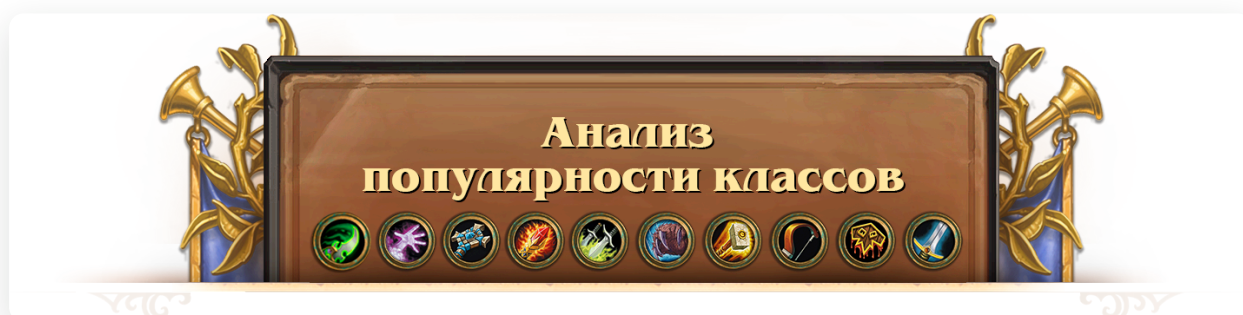 Анализ
популярности классов